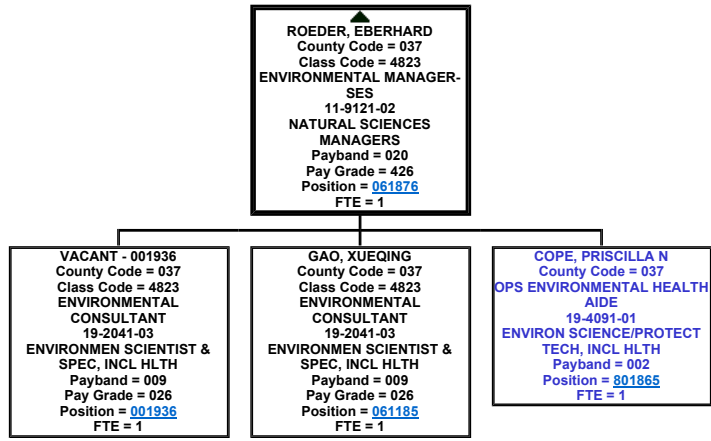 ROEDER, EBERHARD
County Code = 037
Class Code = 4823
ENVIRONMENTAL MANAGER-
SES
11-9121-02
NATURAL SCIENCES
MANAGERS
Payband = 020
Pay Grade = 426
Position = 061876
FTE = 1
VACANT - 001936
County Code = 037
Class Code = 4823
ENVIRONMENTAL
CONSULTANT
19-2041-03
ENVIRONMEN SCIENTIST &
SPEC, INCL HLTH
Payband = 009
Pay Grade = 026
Position = 001936
FTE = 1
GAO, XUEQING
County Code = 037
Class Code = 4823
ENVIRONMENTAL
CONSULTANT
19-2041-03
ENVIRONMEN SCIENTIST &
SPEC, INCL HLTH
Payband = 009
Pay Grade = 026
Position = 061185
FTE = 1
COPE, PRISCILLA N
County Code = 037
OPS ENVIRONMENTAL HEALTH
AIDE
19-4091-01
ENVIRON SCIENCE/PROTECT
TECH, INCL HLTH
Payband = 002
Position = 801865
FTE = 1